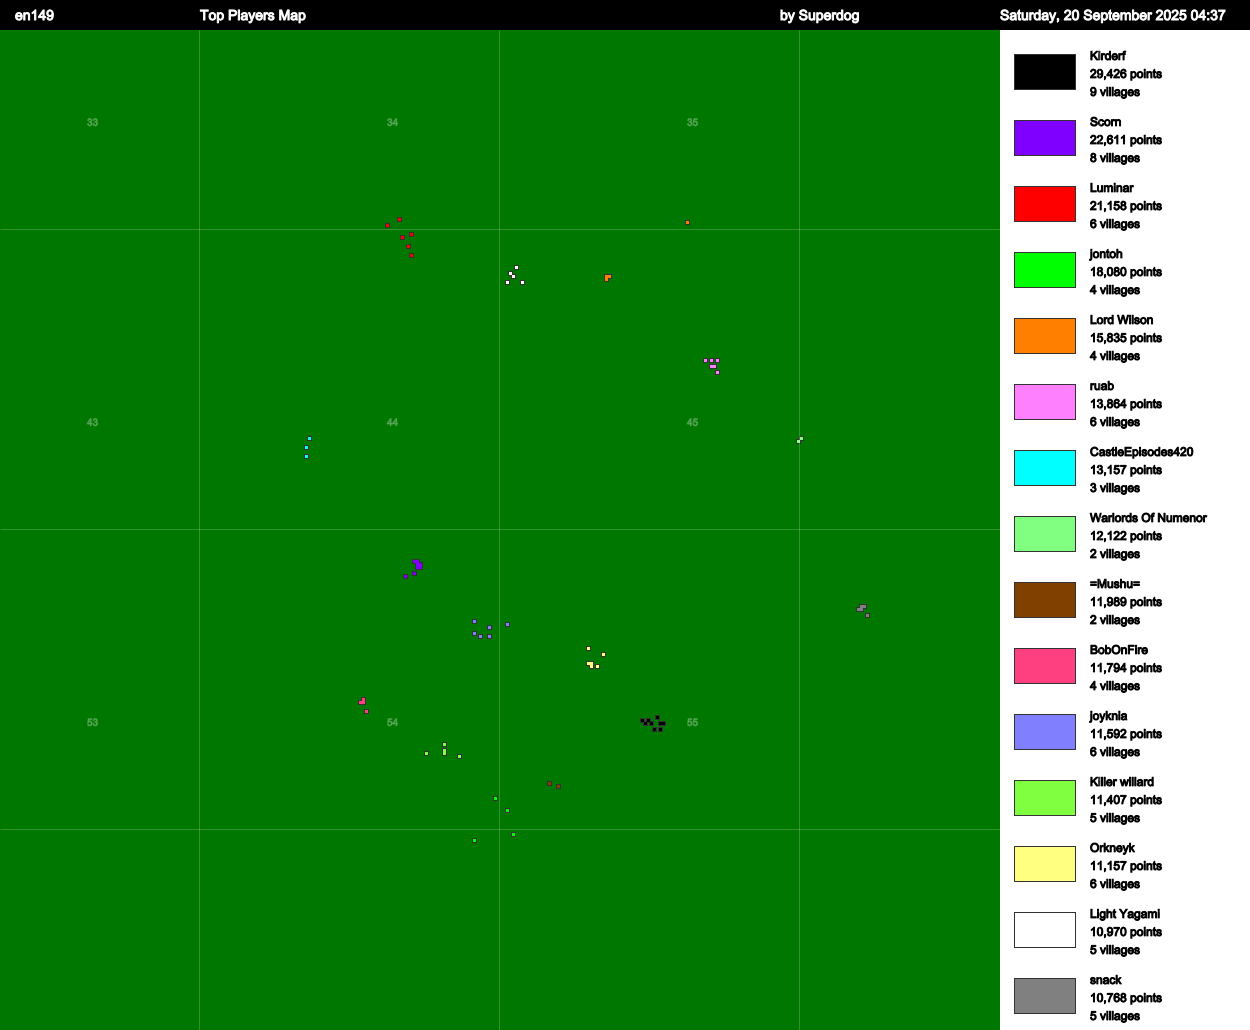 en149 Top Players Map by Superdog Saturday, 20 September 2025 04:37
33 34 35
43 44 45
53 54 55
Kirderf
29,426 points
9 villages
Scorn
22,611 points
8 villages
Luminar
21,158 points
6 villages
jontoh
18,080 points
4 villages
Lord Wilson
15,835 points
4 villages
ruab
13,864 points
6 villages
CastleEpisodes420
13,157 points
3 villages
Warlords Of Numenor
12,122 points
2 villages
=Mushu=
11,989 points
2 villages
BobOnFire
11,794 points
4 villages
joyknia
11,592 points
6 villages
Killer willard
11,407 points
5 villages
Orkneyk
11,157 points
6 villages
Light Yagami
10,970 points
5 villages
snack
10,768 points
5 villages